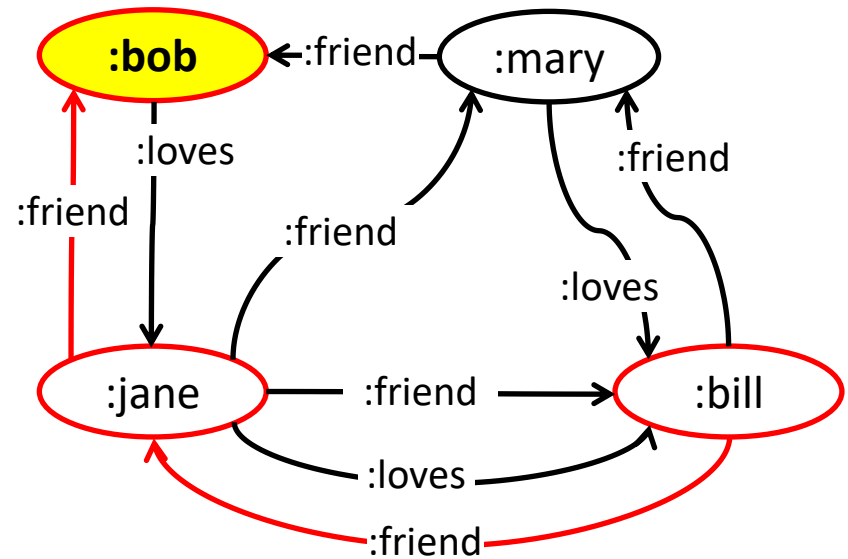 :bob
:friend
:mary
:loves
:friend
:friend
:friend
:loves
:jane
:friend
:bill
:loves
:friend